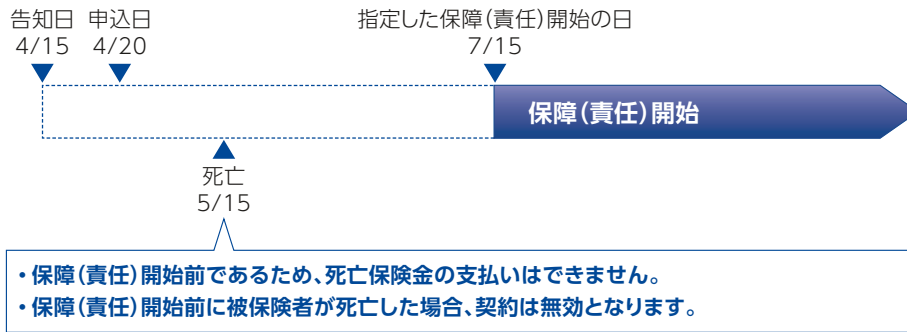 告知日 申込日 指定した保障(責任)開始の日
4/15 4/20 7/15
保障(責任)開始
死亡
5/15
・保障(責任)開始前であるため、死亡保険金の支払いはできません。
・保障(責任)開始前に被保険者が死亡した場合、契約は無効となります。